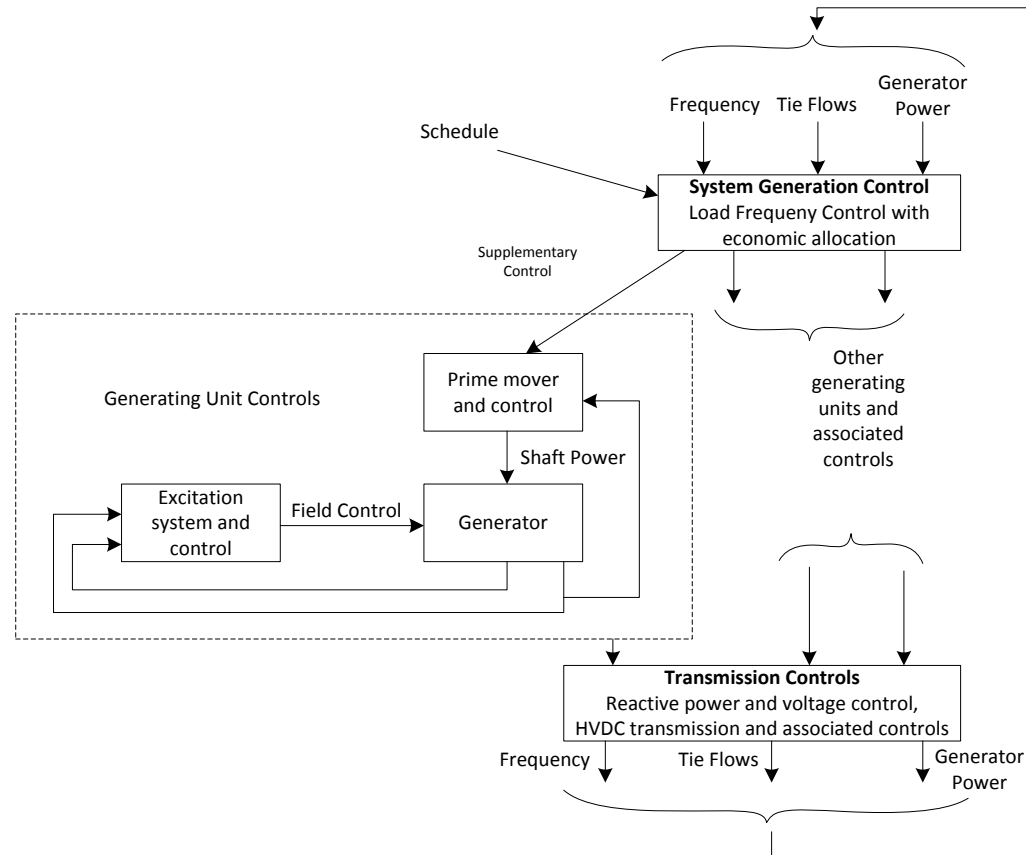 Generator
Power
Frequency
Tie Flows
Schedule
System Generation Control
Load Frequeny Control with
economic allocation
Supplementary
Control
Other
generating
units and
associated
controls
Generating Unit Controls
Prime mover
and control
Shaft Power
Excitation
system and
control
Field Control
Generator
Transmission Controls
Reactive power and voltage control,
HVDC transmission and associated controls
Frequency
Tie Flows
Generator
Power